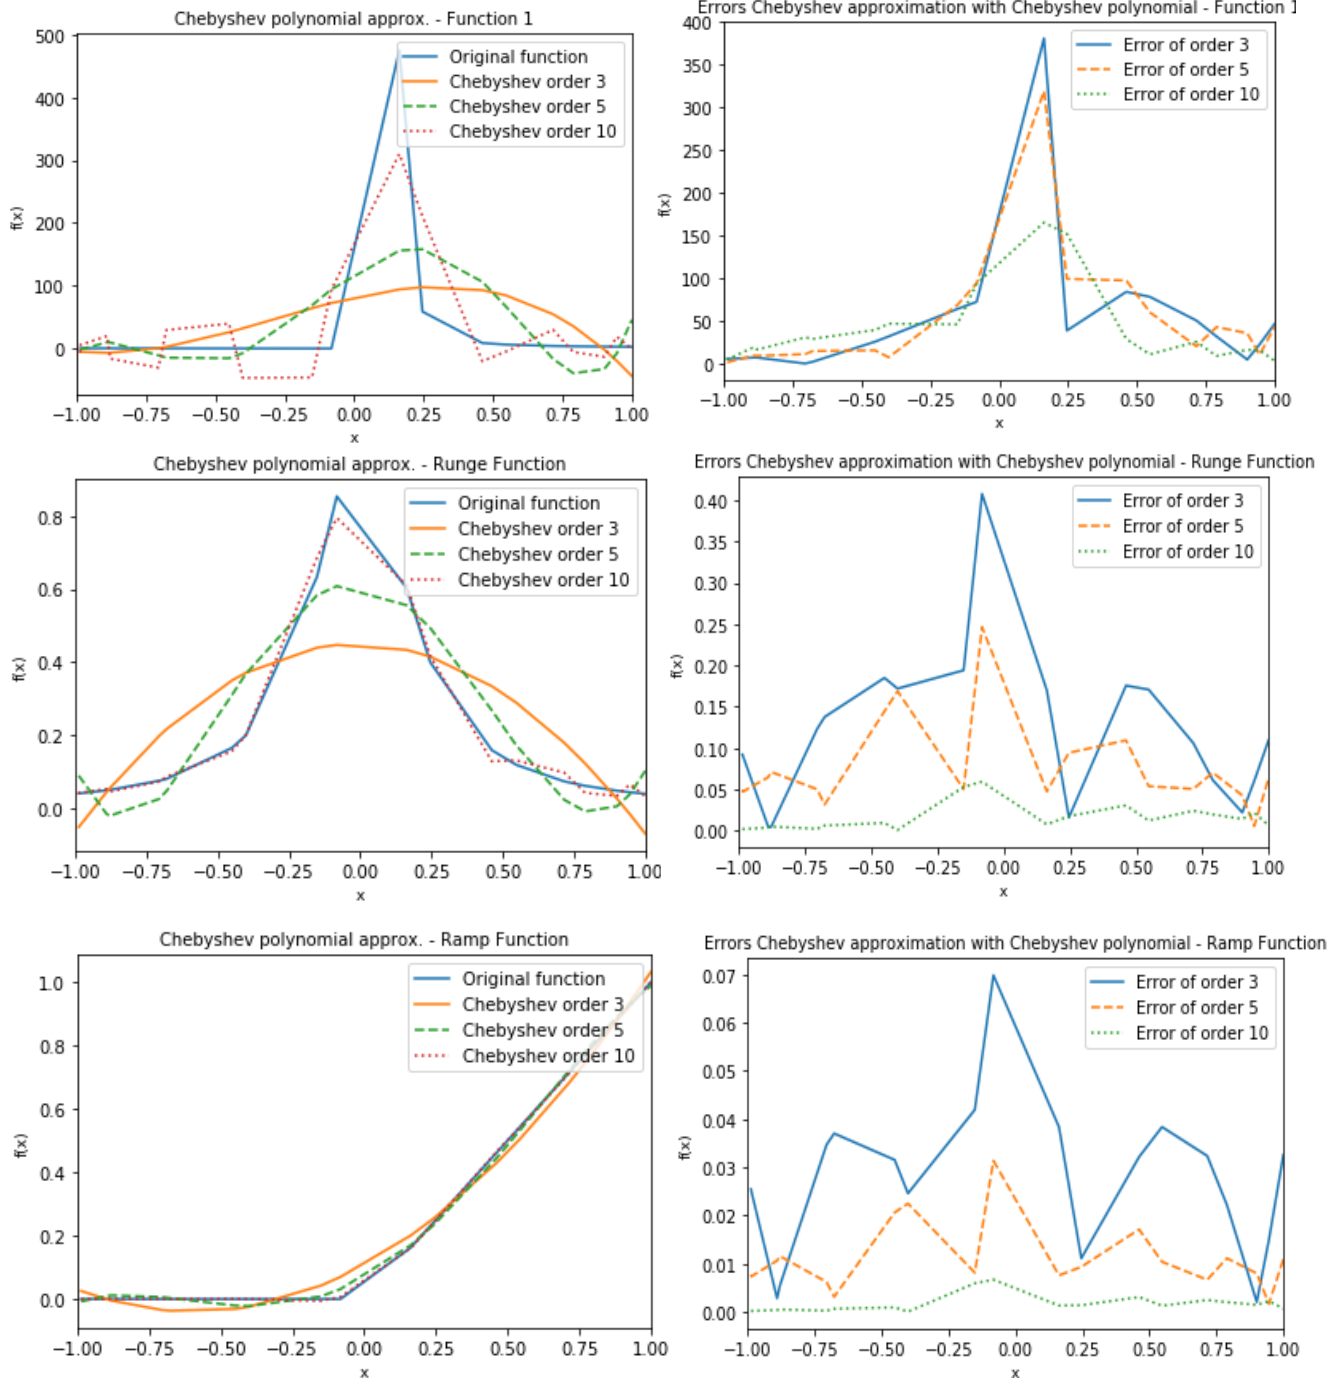 Chebyshev polynomial approx. - Function 1
500
400
300
200
100
0
f(x)
Original function
Chebyshev order 3
Chebyshev order 5
Chebyshev order 10
−1.00 −0.75 −0.50 −0.25 0.00 0.25 0.50 0.75 1.00
x
Errors Chebyshev approximation with Chebyshev polynomial - Function 1
400
350
300
250
200
150
100
50
0
f(x)
Error of order 3
Error of order 5
Error of order 10
−1.00 −0.75 −0.50 −0.25 0.00 0.25 0.50 0.75 1.00
x
Chebyshev polynomial approx. - Runge Function
0.8
0.6
0.4
0.2
0.0
f(x)
Original function
Chebyshev order 3
Chebyshev order 5
Chebyshev order 10
−1.00 −0.75 −0.50 −0.25 0.00 0.25 0.50 0.75 1.00
x
Errors Chebyshev approximation with Chebyshev polynomial - Runge Function
0.40
0.35
0.30
0.25
0.20
0.15
0.10
0.05
0.00
f(x)
Error of order 3
Error of order 5
Error of order 10
−1.00 −0.75 −0.50 −0.25 0.00 0.25 0.50 0.75 1.00
x
Chebyshev polynomial approx. - Ramp Function
1.0
0.8
0.6
0.4
0.2
0.0
f(x)
Original function
Chebyshev order 3
Chebyshev order 5
Chebyshev order 10
−1.00 −0.75 −0.50 −0.25 0.00 0.25 0.50 0.75 1.00
x
Errors Chebyshev approximation with Chebyshev polynomial - Ramp Function
0.07
0.06
0.05
0.04
0.03
0.02
0.01
0.00
f(x)
Error of order 3
Error of order 5
Error of order 10
−1.00 −0.75 −0.50 −0.25 0.00 0.25 0.50 0.75 1.00
x